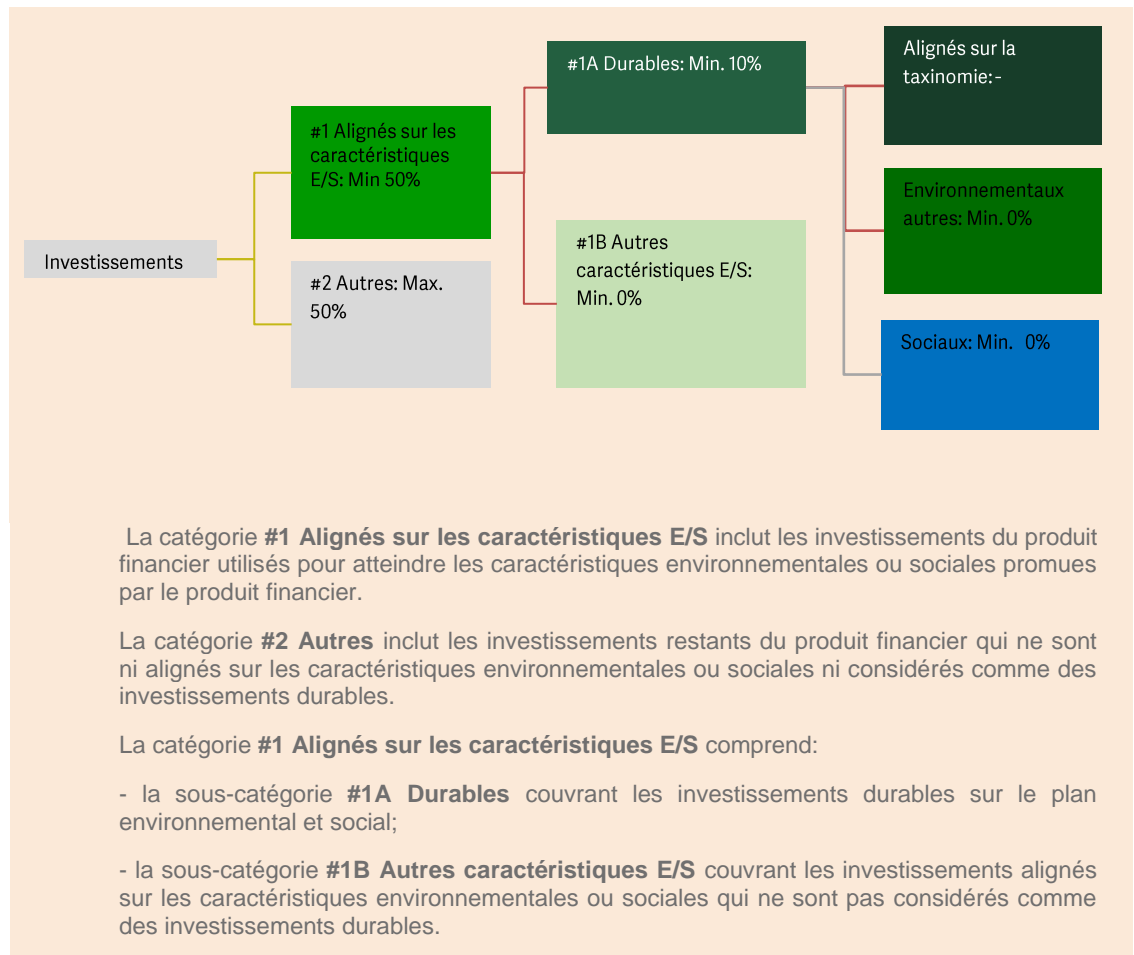 Investissements
#1 Alignés sur les
caractéristiques
E/S: Min 50%
#2 Autres: Max.
50%
#1A Durables: Min. 10%
#1B Autres
caractéristiques E/S:
Min. 0%
Alignés sur la
taxinomie:-
Environnementaux
autres: Min. 0%
Sociaux: Min. 0%
La catégorie #1 Alignés sur les caractéristiques E/S inclut les investissements du produit
financier utilisés pour atteindre les caractéristiques environnementales ou sociales promues
par le produit financier.
La catégorie #2 Autres inclut les investissements restants du produit financier qui ne sont
ni alignés sur les caractéristiques environnementales ou sociales ni considérés comme des
investissements durables.
La catégorie #1 Alignés sur les caractéristiques E/S comprend:
- la sous-catégorie #1A Durables couvrant les investissements durables sur le plan
environnemental et social;
- la sous-catégorie #1B Autres caractéristiques E/S couvrant les investissements alignés
sur les caractéristiques environnementales ou sociales qui ne sont pas considérés comme
des investissements durables.